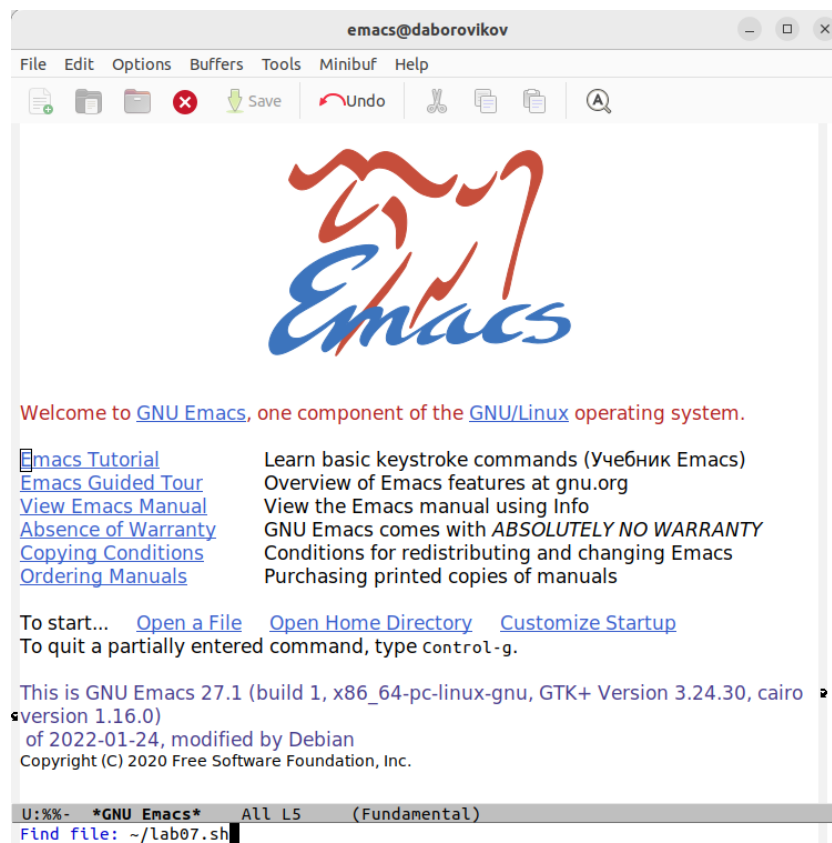 emacs@daborovikov
File Edit Options Buffers Tools Minibuf Help
Save Undo
Emacs
Welcome to GNU Emacs, one component of the GNU/Linux operating system.
Emacs Tutorial Learn basic keystroke commands (Учебник Emacs)
Emacs Guided Tour Overview of Emacs features at gnu.org
View Emacs Manual View the Emacs manual using Info
Absence of Warranty GNU Emacs comes with ABSOLUTELY NO WARRANTY
Copying Conditions Conditions for redistributing and changing Emacs
Ordering Manuals Purchasing printed copies of manuals
To start... Open a File Open Home Directory Customize Startup
To quit a partially entered command, type Control-g.
This is GNU Emacs 27.1 (build 1, x86_64-pc-linux-gnu, GTK+ Version 3.24.30, cairo
version 1.16.0)
of 2022-01-24, modified by Debian
Copyright (C) 2020 Free Software Foundation, Inc.
U:%%- *GNU Emacs* All L5 (Fundamental)
Find file: ~/lab07.sh